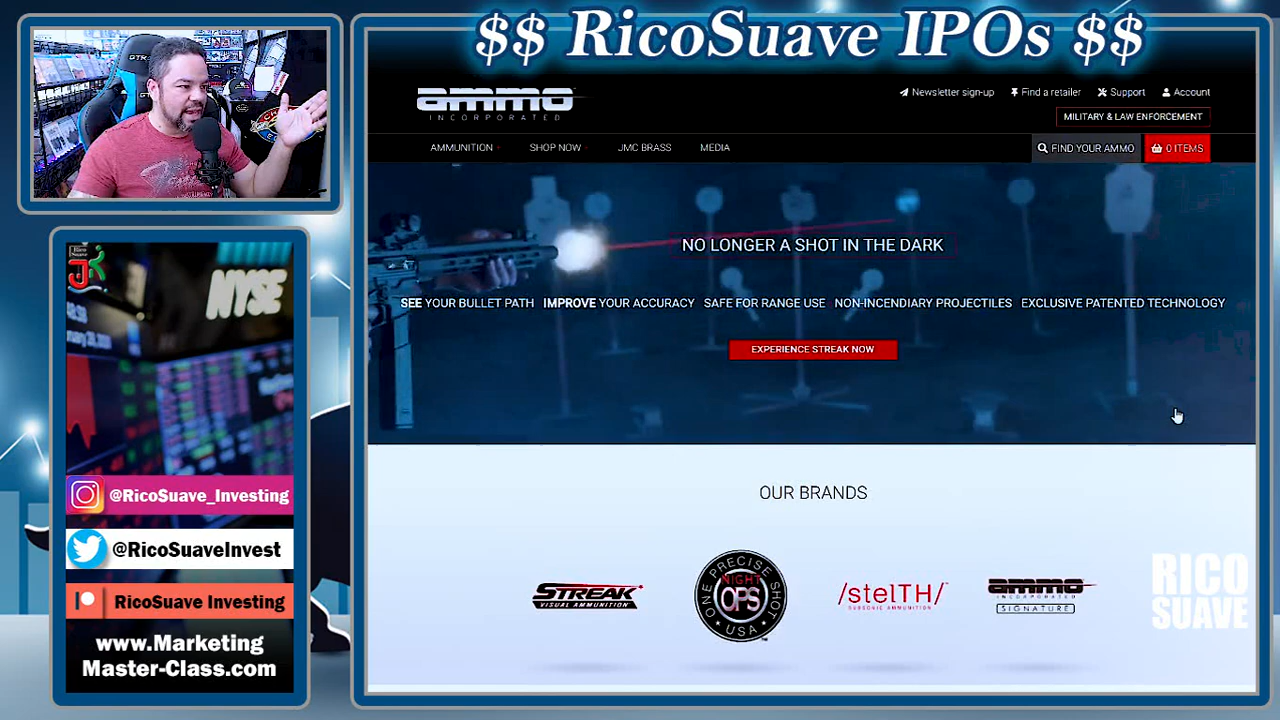 $$ RicoSuave IPOs $$
ammo
INCORPORATED
Newsletter sign-up
Find a retailer
Support
Account
MILITARY & LAW ENFORCEMENT
AMMUNITION
SHOP NOW
JMC BRASS
MEDIA
FIND YOUR AMMO
0 ITEMS
NO LONGER A SHOT IN THE DARK
SEE YOUR BULLET PATH IMPROVE YOUR ACCURACY SAFE FOR RANGE USE NON-INCENDIARY PROJECTILES EXCLUSIVE PATENTED TECHNOLOGY
EXPERIENCE STREAK NOW
OUR BRANDS
STREAK
VISUAL AMMUNITION
ONE PRECISE SHOT
NIGHT
OPS
USA
/stelTH/
SUBSONIC AMMUNITION
ammo
INCORPORATED
SIGNATURE
RICO
SUAVE
Rico
Suave
JK
NYSE
@RicoSuave_Investing
@RicoSuaveInvest
RicoSuave Investing
www.Marketing
Master-Class.com